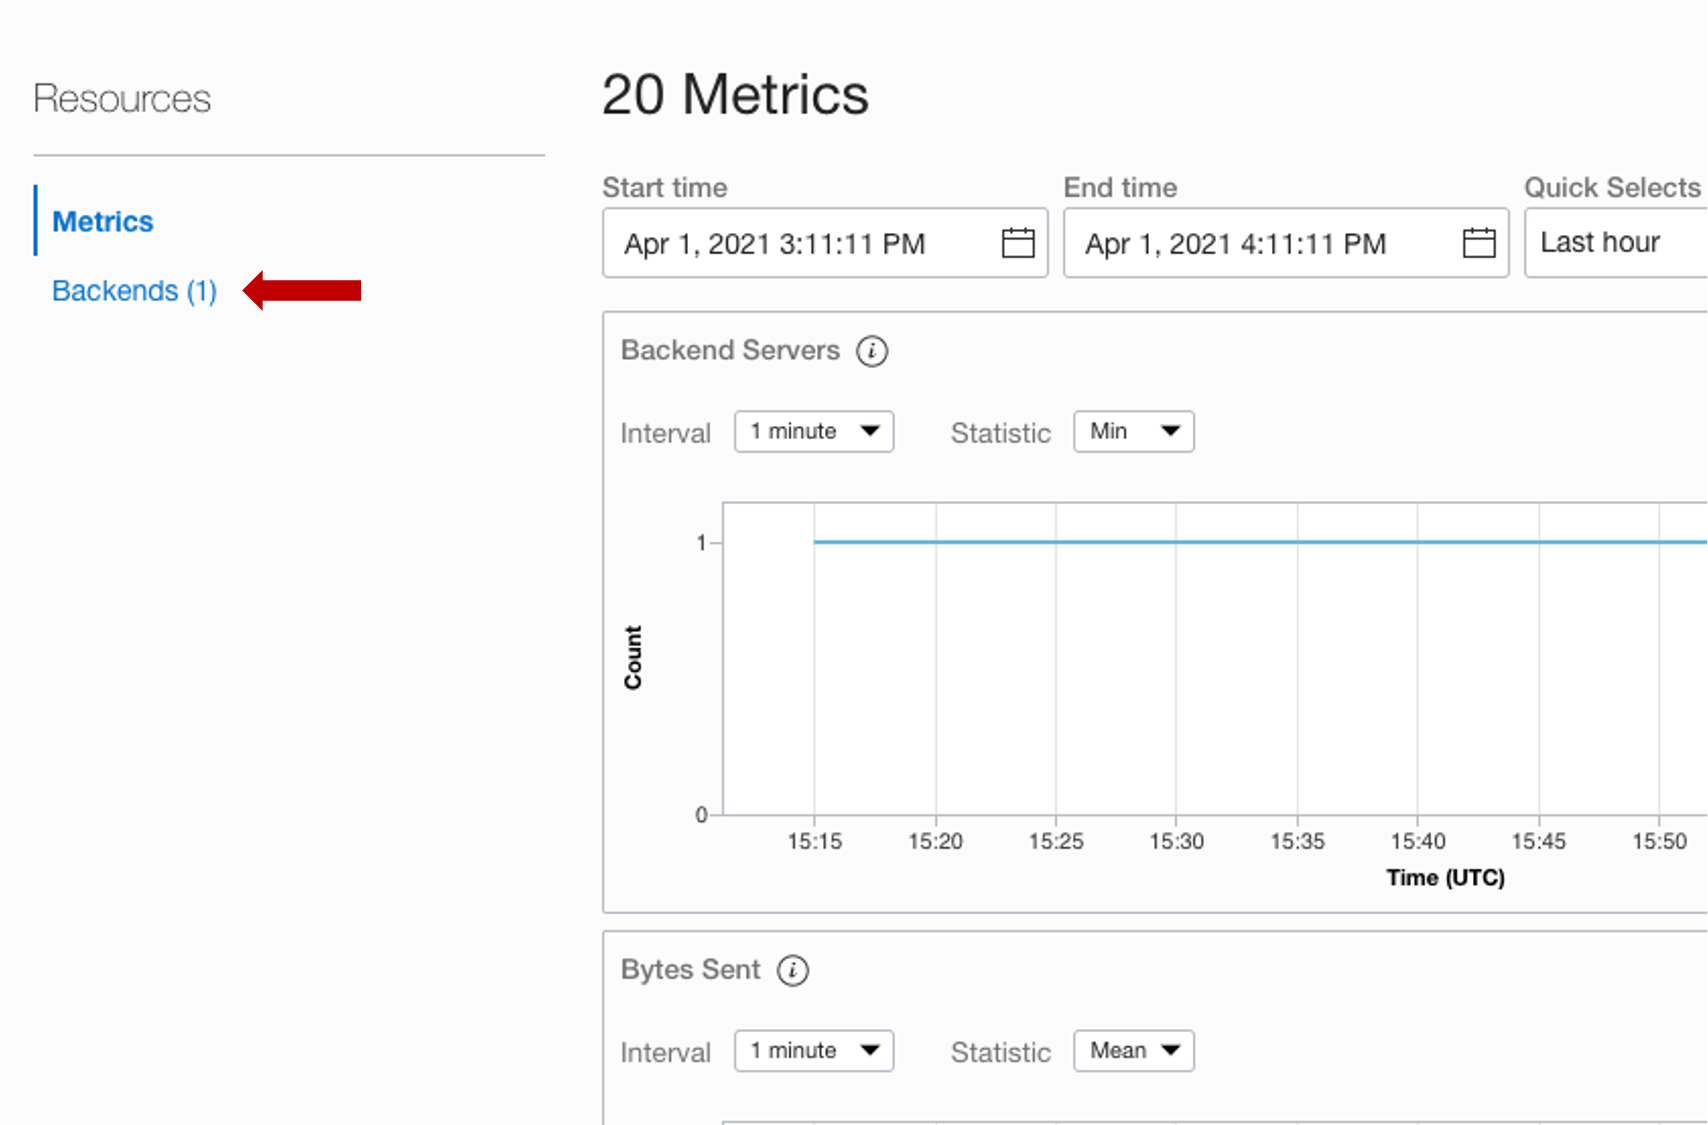 Resources
Metrics
Backends (1)
20 Metrics
Start time
End time
Quick Selects
Apr 1, 2021 3:11:11 PM
Apr 1, 2021 4:11:11 PM
Last hour
Backend Servers i
Interval 1 minute Statistic Min
1
Count
0
15:15 15:20 15:25 15:30 15:35 15:40 15:45 15:50
Time (UTC)
Bytes Sent i
Interval 1 minute Statistic Mean